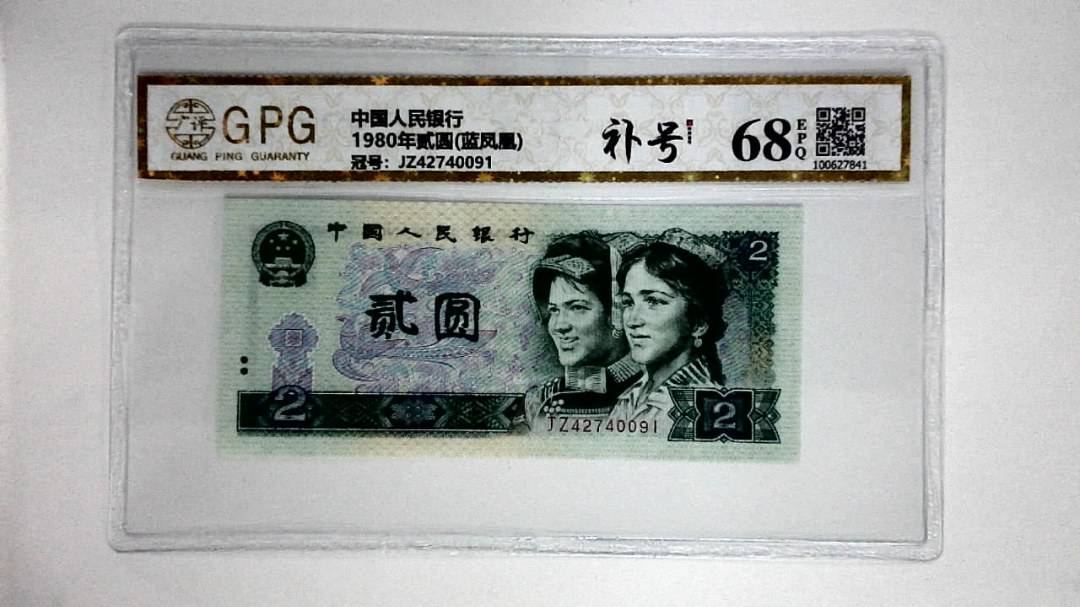 GPG
GUANG PING GUARANTY
中国人民银行
1980年贰圆(蓝凤凰)
冠号: JZ42740091
补号
68
EPQ
100627841
中国人民银行
贰圆
2
2
2
JZ42740091